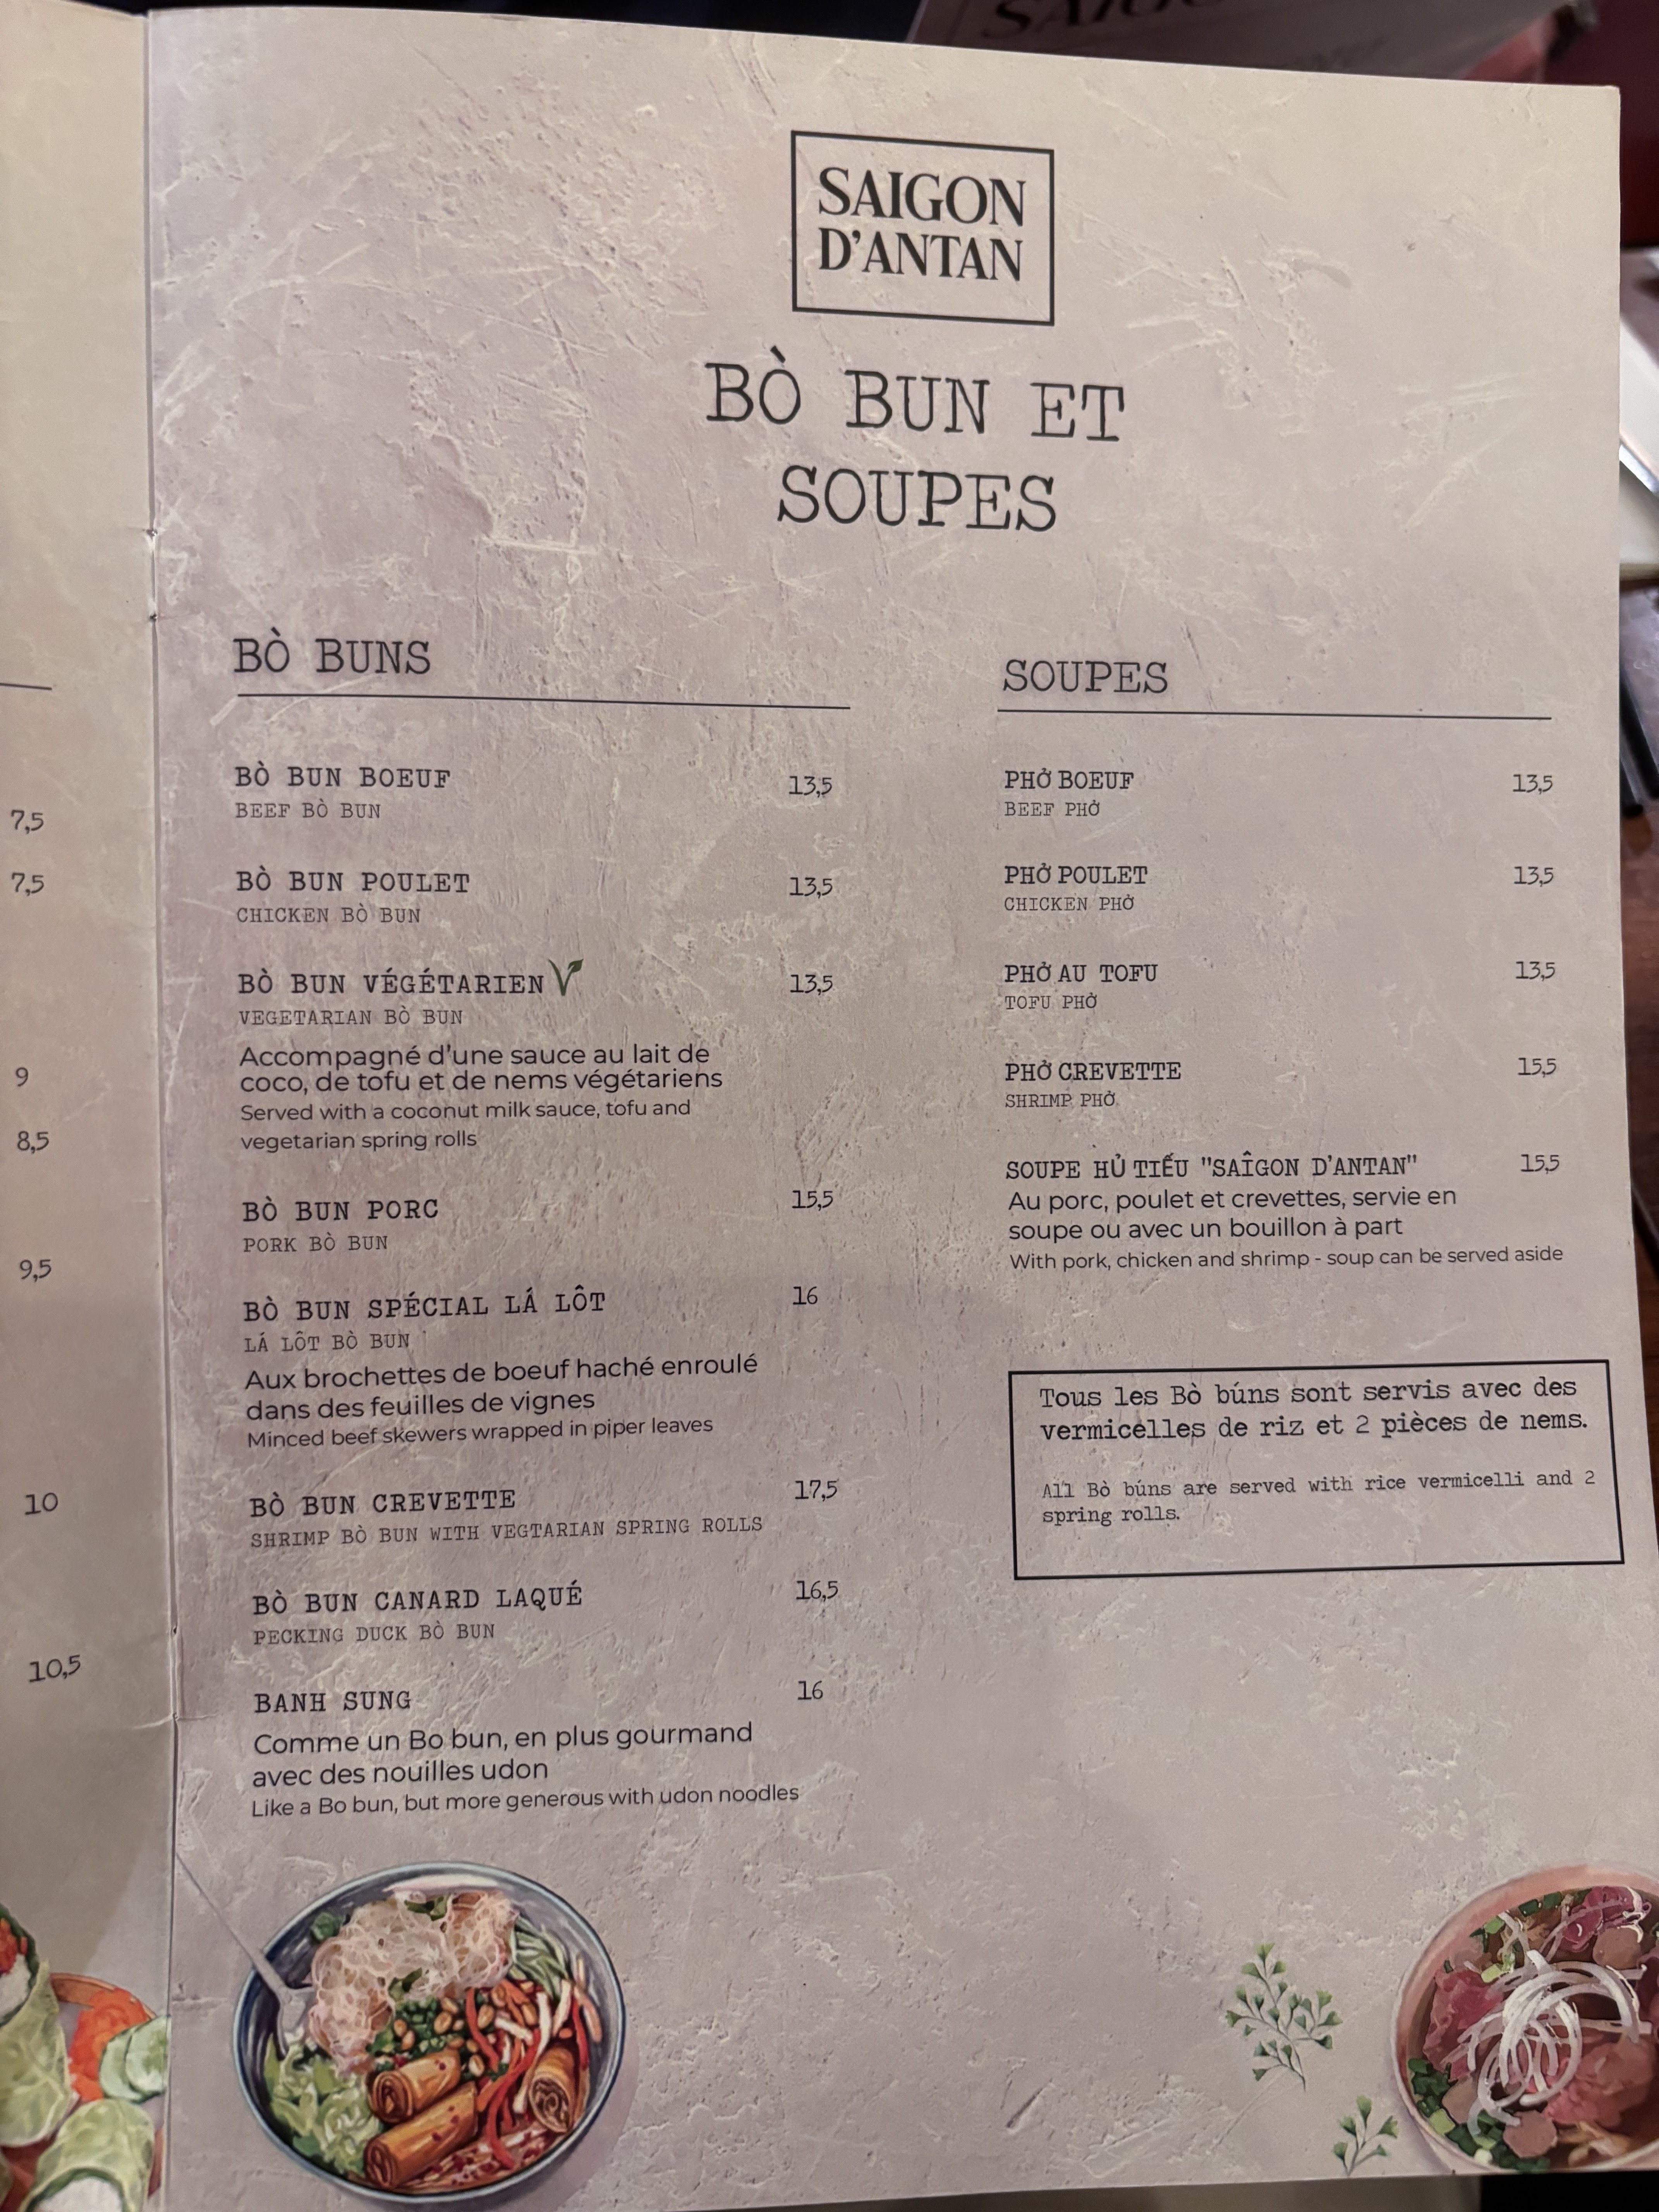 SAIGO
7,5
7,5
9
8,5
9,5
10
10,5
SAIGON
D'ANTAN
BÒ BUN ET
SOUPES
BÒ BUNS
BÒ BUN BOEUF 13,5
BEEF BÒ BUN
BÒ BUN POULET 13,5
CHICKEN BÒ BUN
BÒ BUN VÉGÉTARIEN V 13,5
VEGETARIAN BÒ BUN
Accompagné d'une sauce au lait de
coco, de tofu et de nems végétariens
Served with a coconut milk sauce, tofu and
vegetarian spring rolls
BÒ BUN PORC 15,5
PORK BÒ BUN
BÒ BUN SPÉCIAL LÁ LÔT 16
LÁ LÔT BÒ BUN
Aux brochettes de boeuf haché enroulé
dans des feuilles de vignes
Minced beef skewers wrapped in piper leaves
BÒ BUN CREVETTE 17,5
SHRIMP BÒ BUN WITH VEGTARIAN SPRING ROLLS
BÒ BUN CANARD LAQUÉ 16,5
PECKING DUCK BÒ BUN
BANH SUNG 16
Comme un Bo bun, en plus gourmand
avec des nouilles udon
Like a Bo bun, but more generous with udon noodles
SOUPES
PHỞ BOEUF 13,5
BEEF PHỞ
PHỞ POULET 13,5
CHICKEN PHỞ
PHỞ AU TOFU 13,5
TOFU PHỞ
PHỞ CREVETTE 15,5
SHRIMP PHỞ
SOUPE HỦ TIẾU "SAÎGON D'ANTAN" 15,5
Au porc, poulet et crevettes, servie en
soupe ou avec un bouillon à part
With pork, chicken and shrimp - soup can be served aside
Tous les Bò búns sont servis avec des
vermicelles de riz et 2 pièces de nems.
All Bò búns are served with rice vermicelli and 2
spring rolls.